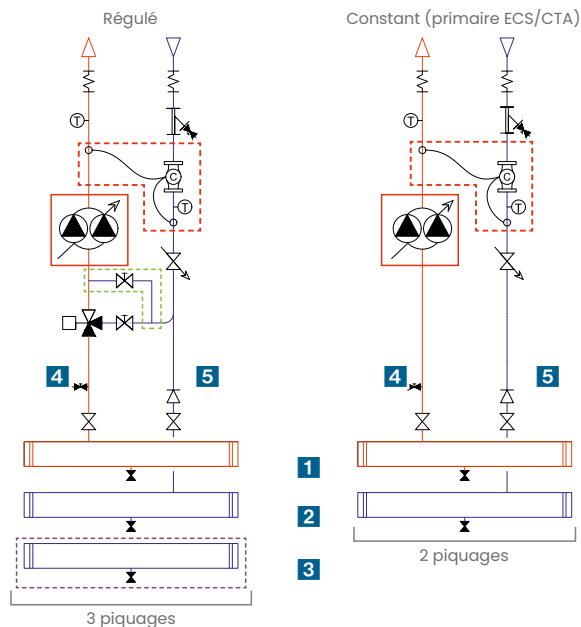 Régulé
Constant (primaire ECS/CTA)
T
T
C
C
T
T
4
5
4
5
1
2
3
2 piquages
3 piquages